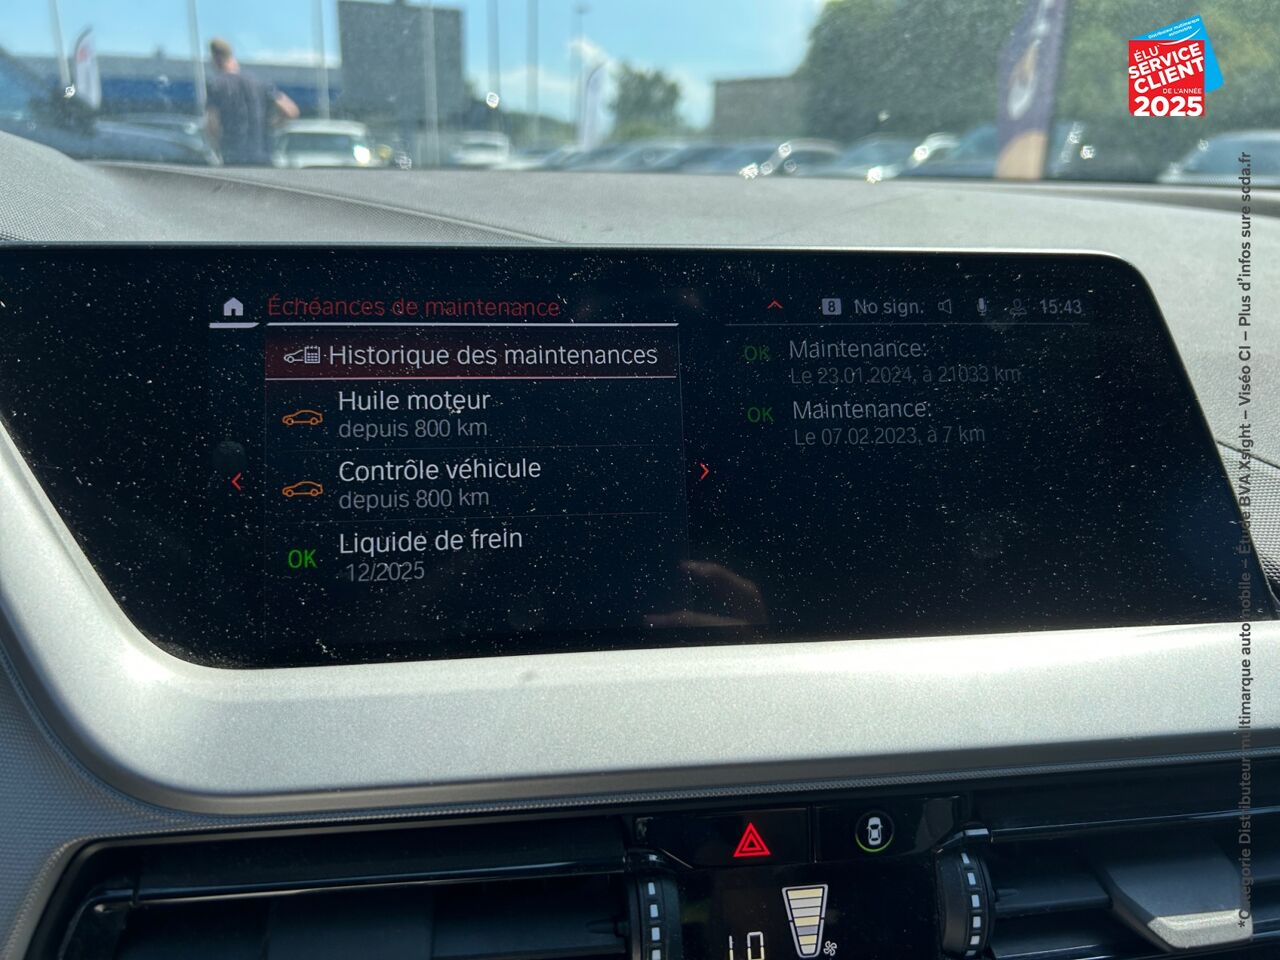 ÉLU
SERVICE
CLIENT
DE L'ANNÉE
2025
Échéances de maintenance
8 No sign. 15:43
Historique des maintenances
Huile moteur
depuis 800 km
Contrôle véhicule
depuis 800 km
OK Liquide de frein
12/2025
OK Maintenance:
Le 23.01.2024, à 21033 km
OK Maintenance:
Le 07.02.2023, à 7 km
*Catégorie Distributeur multimarque automobile – Étude BVA Xsight – Viséo CI – Plus d'infos sure scda.fr